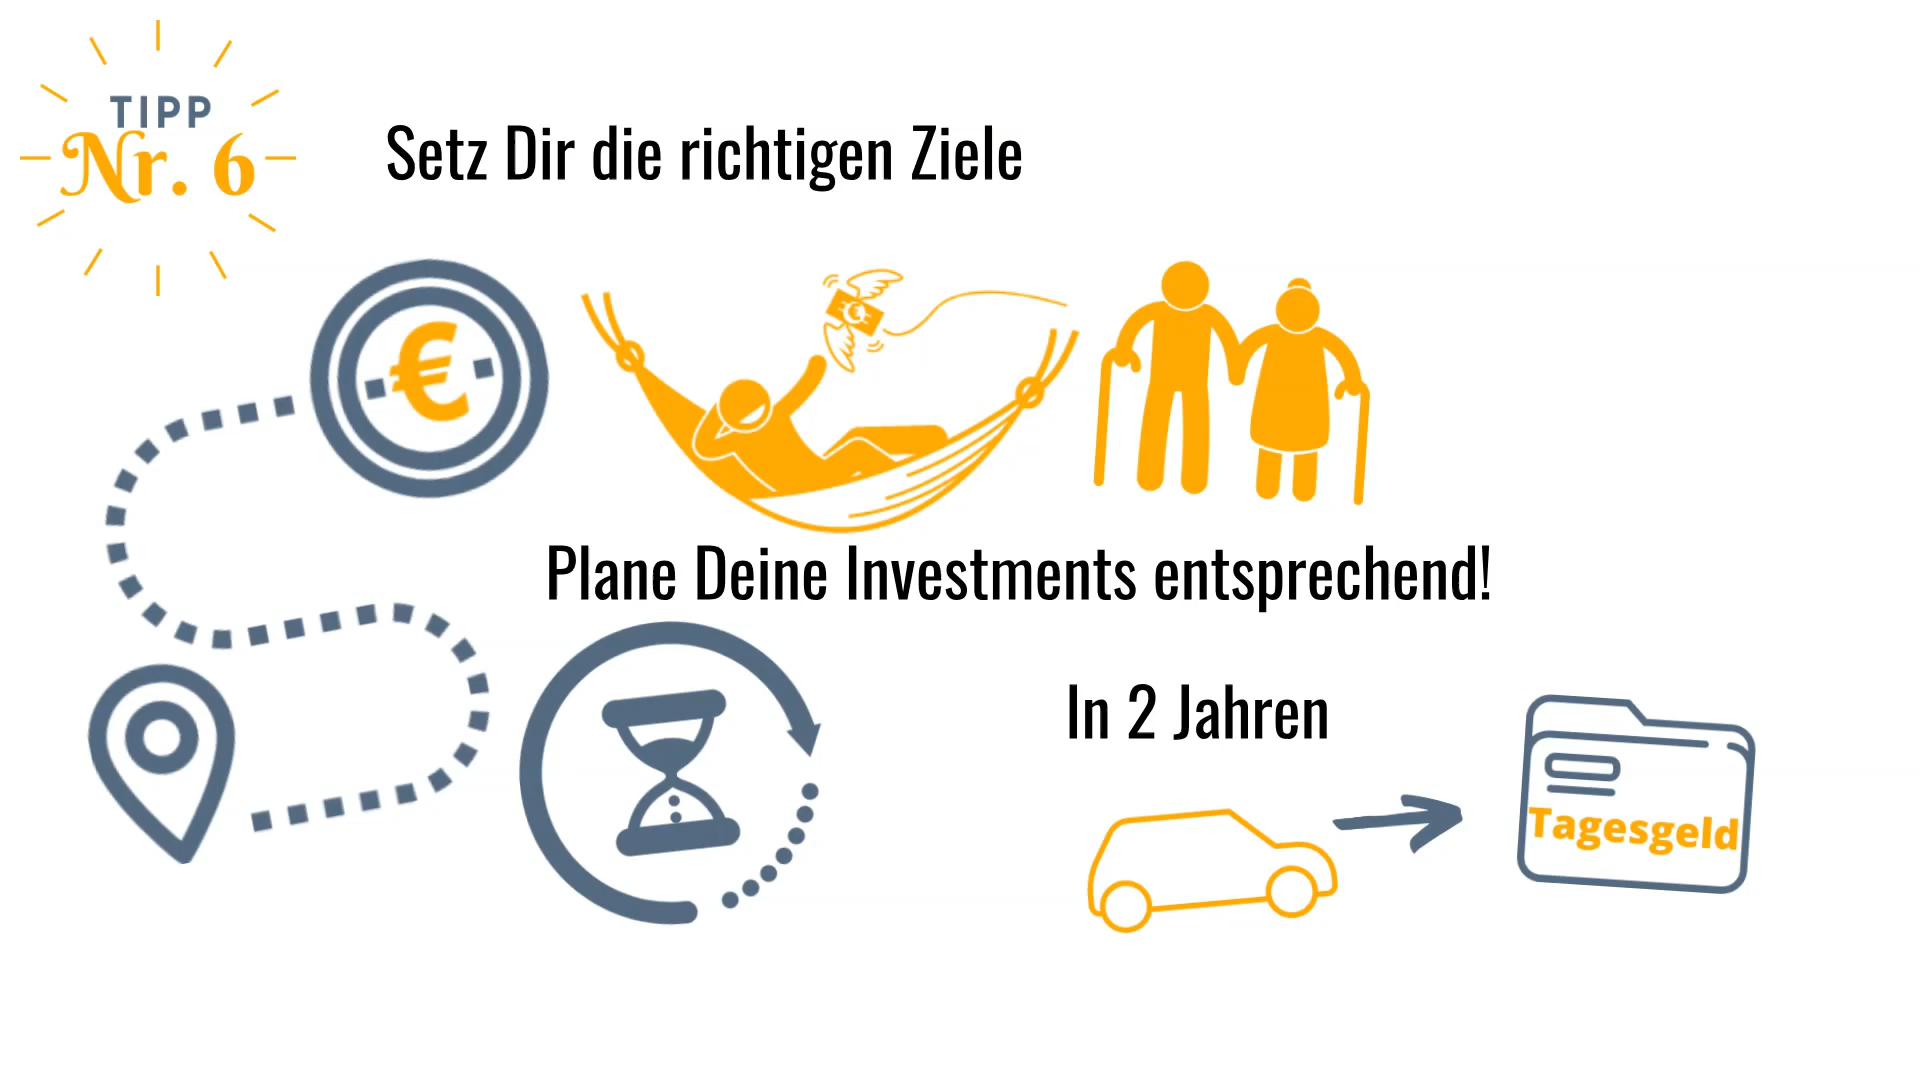 TIPP
Nr. 6
Setz Dir die richtigen Ziele
€
Plane Deine Investments entsprechend!
In 2 Jahren
Tagesgeld